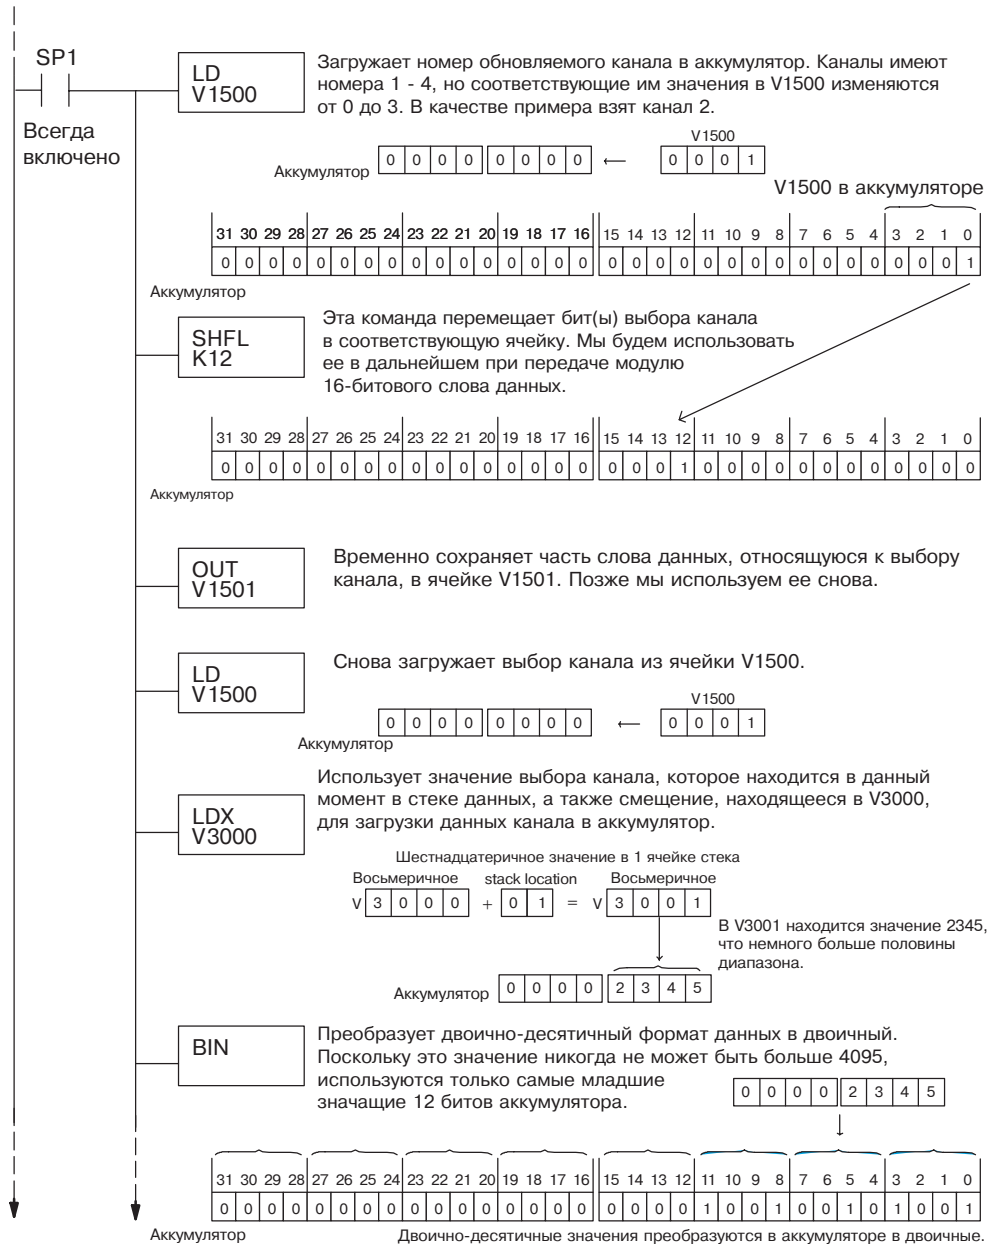 SP1
Всегда
включено
LD
V1500
Загружает номер обновляемого канала в аккумулятор. Каналы имеют
номера 1 - 4, но соответствующие им значения в V1500 изменяются
от 0 до 3. В качестве примера взят канал 2.
V1500
Аккумулятор 0 0 0 0 0 0 0 0 ← 0 0 0 1
V1500 в аккумуляторе
31 30 29 28 27 26 25 24 23 22 21 20 19 18 17 16 15 14 13 12 11 10 9 8 7 6 5 4 3 2 1 0
0 0 0 0 0 0 0 0 0 0 0 0 0 0 0 0 0 0 0 0 0 0 0 0 0 0 0 0 0 0 0 1
Аккумулятор
SHFL
K12
Эта команда перемещает бит(ы) выбора канала
в соответствующую ячейку. Мы будем использовать
ее в дальнейшем при передаче модулю
16-битового слова данных.
31 30 29 28 27 26 25 24 23 22 21 20 19 18 17 16 15 14 13 12 11 10 9 8 7 6 5 4 3 2 1 0
0 0 0 0 0 0 0 0 0 0 0 0 0 0 0 0 0 0 0 1 0 0 0 0 0 0 0 0 0 0 0 0
Аккумулятор
OUT
V1501
Временно сохраняет часть слова данных, относящуюся к выбору
канала, в ячейке V1501. Позже мы используем ее снова.
LD
V1500
Снова загружает выбор канала из ячейки V1500.
V1500
0 0 0 0 0 0 0 0 ← 0 0 0 1
Аккумулятор
LDX
V3000
Использует значение выбора канала, которое находится в данный
момент в стеке данных, а также смещение, находящееся в V3000,
для загрузки данных канала в аккумулятор.
Шестнадцатеричное значение в 1 ячейке стека
Восьмеричное stack location Восьмеричное
V 3 0 0 0 + 0 1 = V 3 0 0 1
В V3001 находится значение 2345,
что немного больше половины
диапазона.
Аккумулятор 0 0 0 0 2 3 4 5
BIN
Преобразует двоично-десятичный формат данных в двоичный.
Поскольку это значение никогда не может быть больше 4095,
используются только самые младшие
значащие 12 битов аккумулятора.
0 0 0 0 2 3 4 5
31 30 29 28 27 26 25 24 23 22 21 20 19 18 17 16 15 14 13 12 11 10 9 8 7 6 5 4 3 2 1 0
0 0 0 0 0 0 0 0 0 0 0 0 0 0 0 0 0 0 0 0 1 0 0 1 0 0 1 0 1 0 0 1
Аккумулятор
Двоично-десятичные значения преобразуются в аккумуляторе в двоичные.